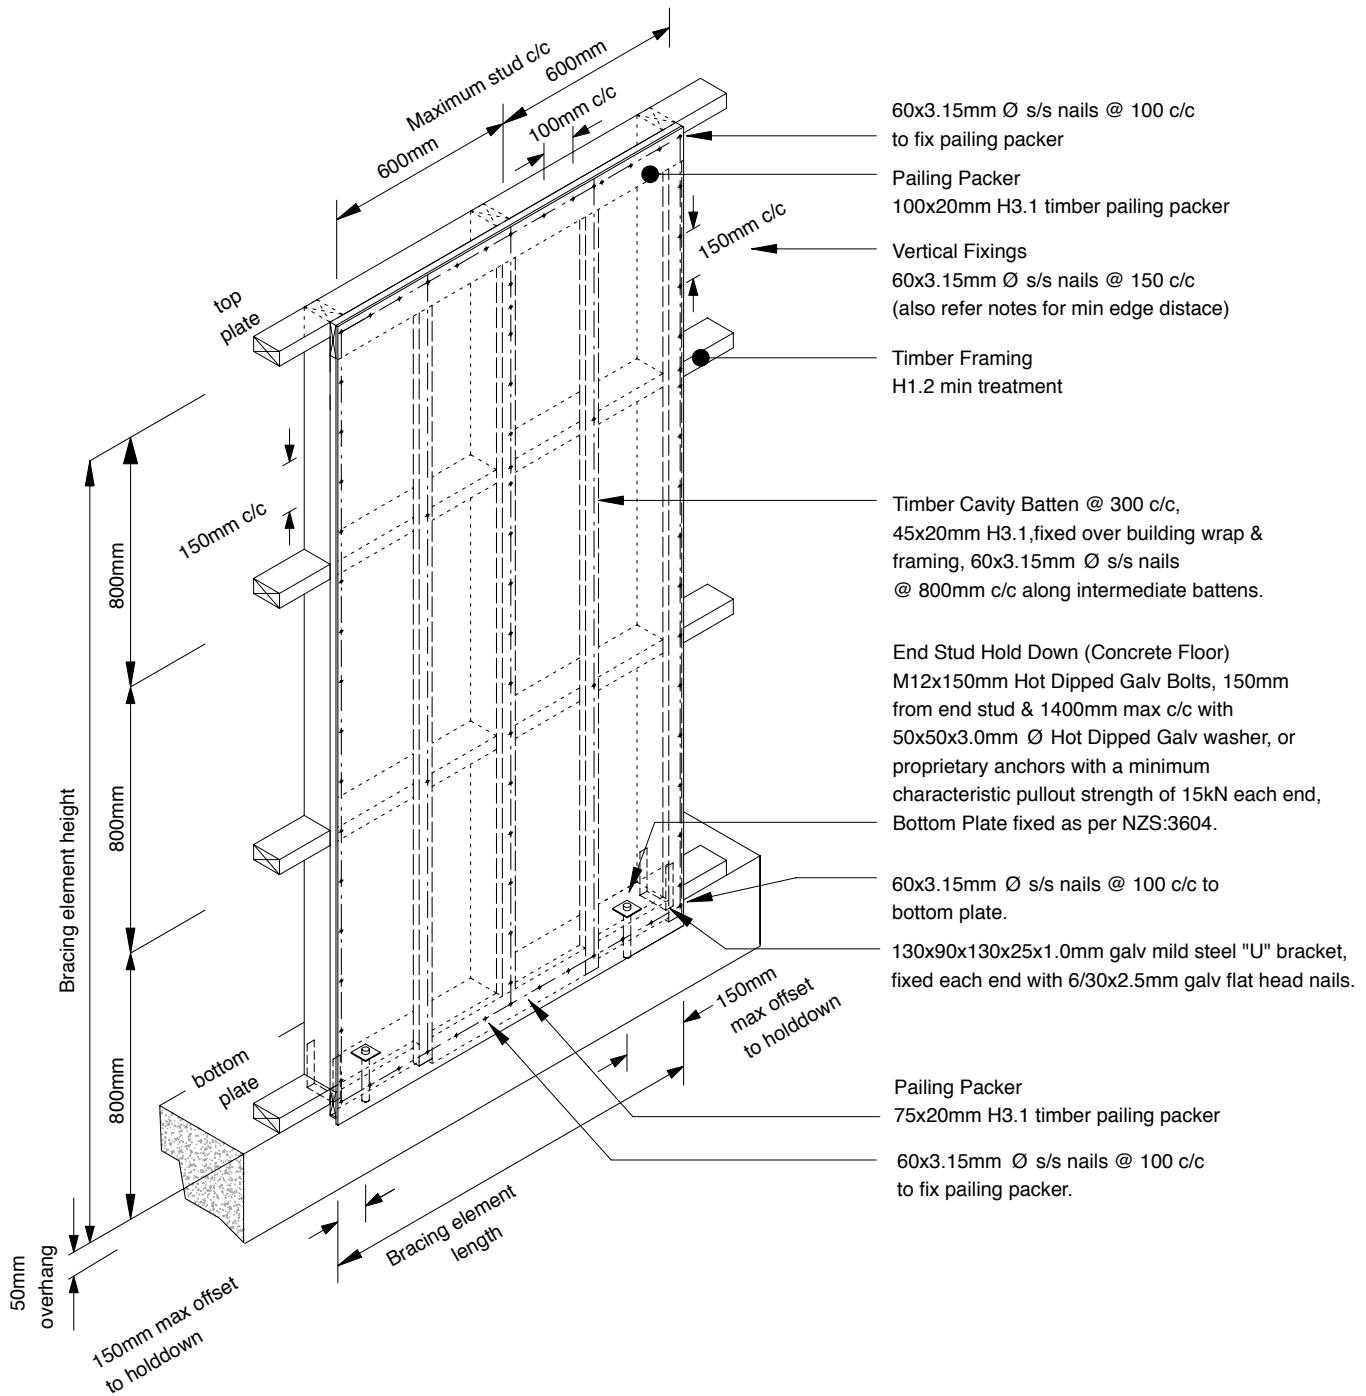 Maximum stud c/c
600mm
600mm
100mm c/c
150mm c/c
top
plate
150mm c/c
800mm
800mm
800mm
Bracing element height
bottom
plate
50mm
overhang
150mm max offset
to holddown
Bracing element
length
150mm
max offset
to holddown
60x3.15mm Ø s/s nails @ 100 c/c
to fix pailing packer
Pailing Packer
100x20mm H3.1 timber pailing packer
Vertical Fixings
60x3.15mm Ø s/s nails @ 150 c/c
(also refer notes for min edge distace)
Timber Framing
H1.2 min treatment
Timber Cavity Batten @ 300 c/c,
45x20mm H3.1,fixed over building wrap &
framing, 60x3.15mm Ø s/s nails
@ 800mm c/c along intermediate battens.
End Stud Hold Down (Concrete Floor)
M12x150mm Hot Dipped Galv Bolts, 150mm
from end stud & 1400mm max c/c with
50x50x3.0mm Ø Hot Dipped Galv washer, or
proprietary anchors with a minimum
characteristic pullout strength of 15kN each end,
Bottom Plate fixed as per NZS:3604.
60x3.15mm Ø s/s nails @ 100 c/c to
bottom plate.
130x90x130x25x1.0mm galv mild steel "U" bracket,
fixed each end with 6/30x2.5mm galv flat head nails.
Pailing Packer
75x20mm H3.1 timber pailing packer
60x3.15mm Ø s/s nails @ 100 c/c
to fix pailing packer.